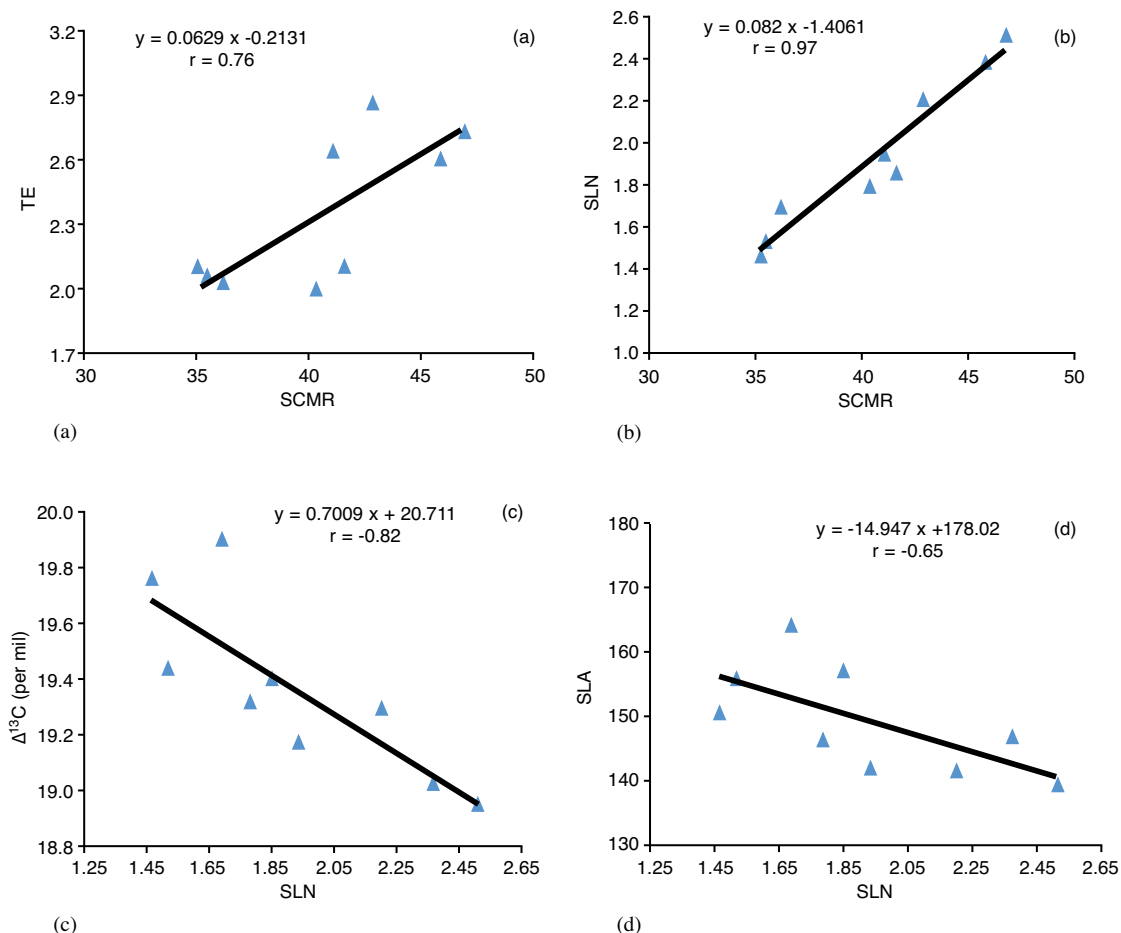 y = 0.0629 x -0.2131
r = 0.76
(a)
3.2
2.9
2.6
2.3
2.0
1.7
TE
30
35
40
45
50
SCMR
(a)
y = 0.082 x -1.4061
r = 0.97
(b)
2.6
2.4
2.2
2.0
1.8
1.6
1.4
1.2
1.0
SLN
30
35
40
45
50
SCMR
(b)
y = 0.7009 x + 20.711
r = -0.82
(c)
20.0
19.8
19.6
19.4
19.2
19.0
18.8
Δ¹³C (per mil)
1.25
1.45
1.65
1.85
2.05
2.25
2.45
2.65
SLN
(c)
y = -14.947 x +178.02
r = -0.65
(d)
180
170
160
150
140
130
SLA
1.25
1.45
1.65
1.85
2.05
2.25
2.45
2.65
SLN
(d)